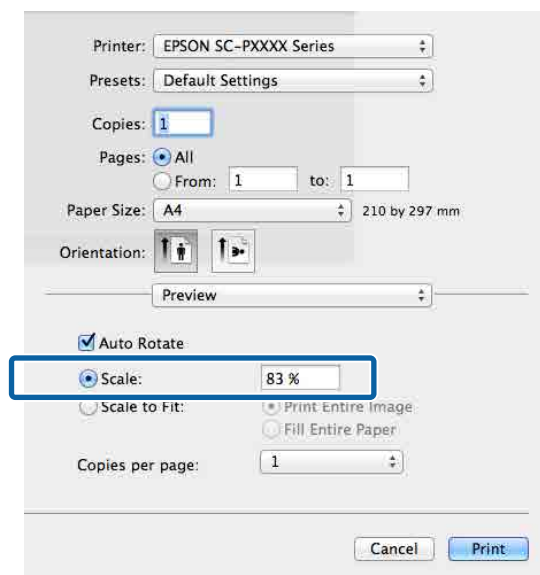 Printer: EPSON SC-PXXXX Series
Presets: Default Settings
Copies: 1
Pages: All
From: 1 to: 1
Paper Size: A4 210 by 297 mm
Orientation:
Preview
Auto Rotate
Scale: 83 %
Scale to Fit: Print Entire Image
Fill Entire Paper
Copies per page: 1
Cancel Print